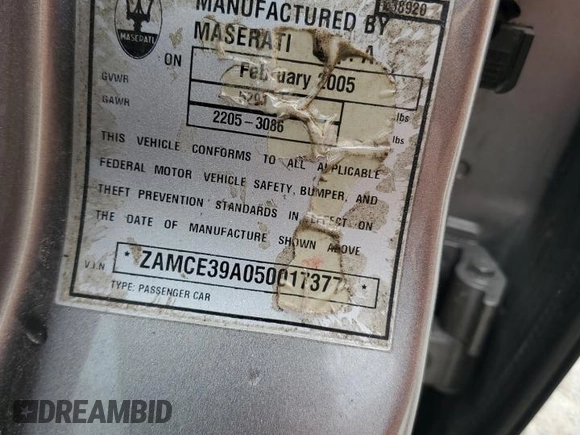 MASERATI
MANUFACTURED BY
MASERATI
ON February 2005
GVWR lbs
GAWR 2205-3086 lbs
THIS VEHICLE CONFORMS TO ALL APPLICABLE
FEDERAL MOTOR VEHICLE SAFETY, BUMPER, AND
THEFT PREVENTION STANDARDS IN EFFECT ON
THE DATE OF MANUFACTURE SHOWN ABOVE
V.I.N * ZAMCE39A050017377 *
TYPE: PASSENGER CAR
DREAMBID